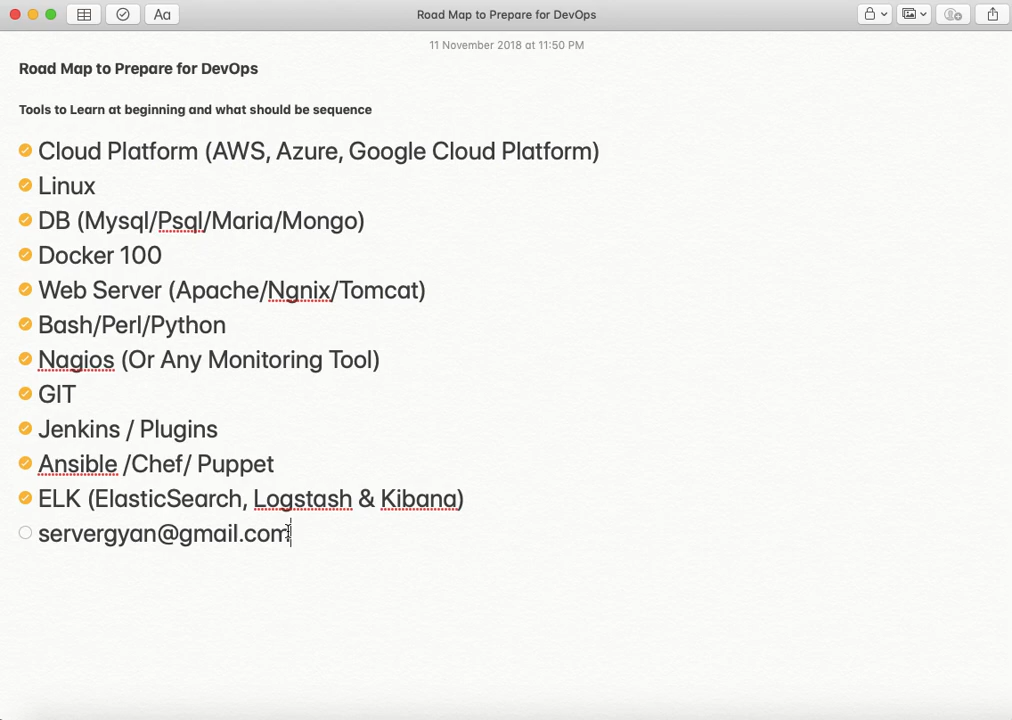 Aa
Road Map to Prepare for DevOps
11 November 2018 at 11:50 PM
Road Map to Prepare for DevOps
Tools to Learn at beginning and what should be sequence
Cloud Platform (AWS, Azure, Google Cloud Platform)
Linux
DB (Mysql/Psql/Maria/Mongo)
Docker 100
Web Server (Apache/Ngnix/Tomcat)
Bash/Perl/Python
Nagios (Or Any Monitoring Tool)
GIT
Jenkins / Plugins
Ansible /Chef/ Puppet
ELK (ElasticSearch, Logstash & Kibana)
servergyan@gmail.com